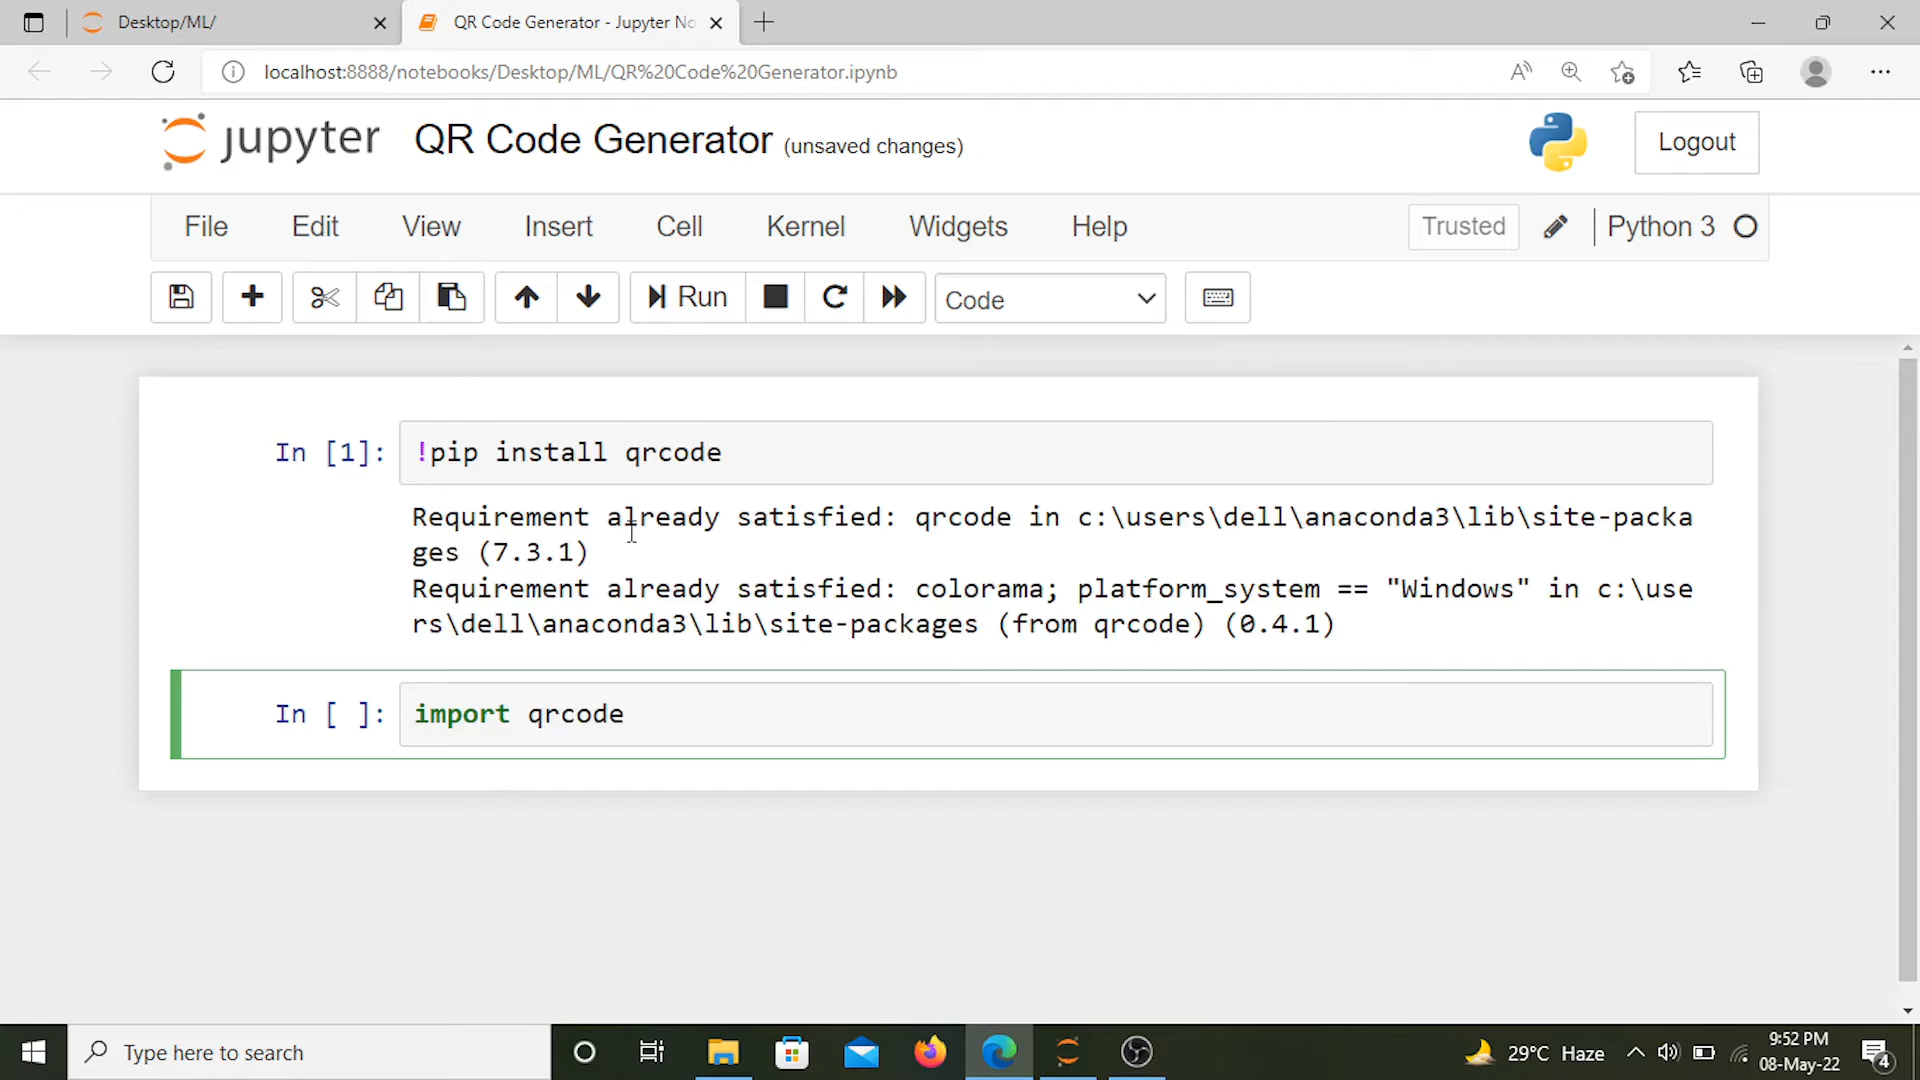 Desktop/ML/
QR Code Generator - Jupyter No
localhost:8888/notebooks/Desktop/ML/QR%20Code%20Generator.ipynb
jupyter QR Code Generator (unsaved changes)
Logout
File Edit View Insert Cell Kernel Widgets Help
Trusted
Python 3
Run
Code
In [1]: !pip install qrcode
Requirement already satisfied: qrcode in c:\users\dell\anaconda3\lib\site-packa
ges (7.3.1)
Requirement already satisfied: colorama; platform_system == "Windows" in c:\use
rs\dell\anaconda3\lib\site-packages (from qrcode) (0.4.1)
In [ ]: import qrcode
Type here to search
29°C Haze
9:52 PM
08-May-22
4